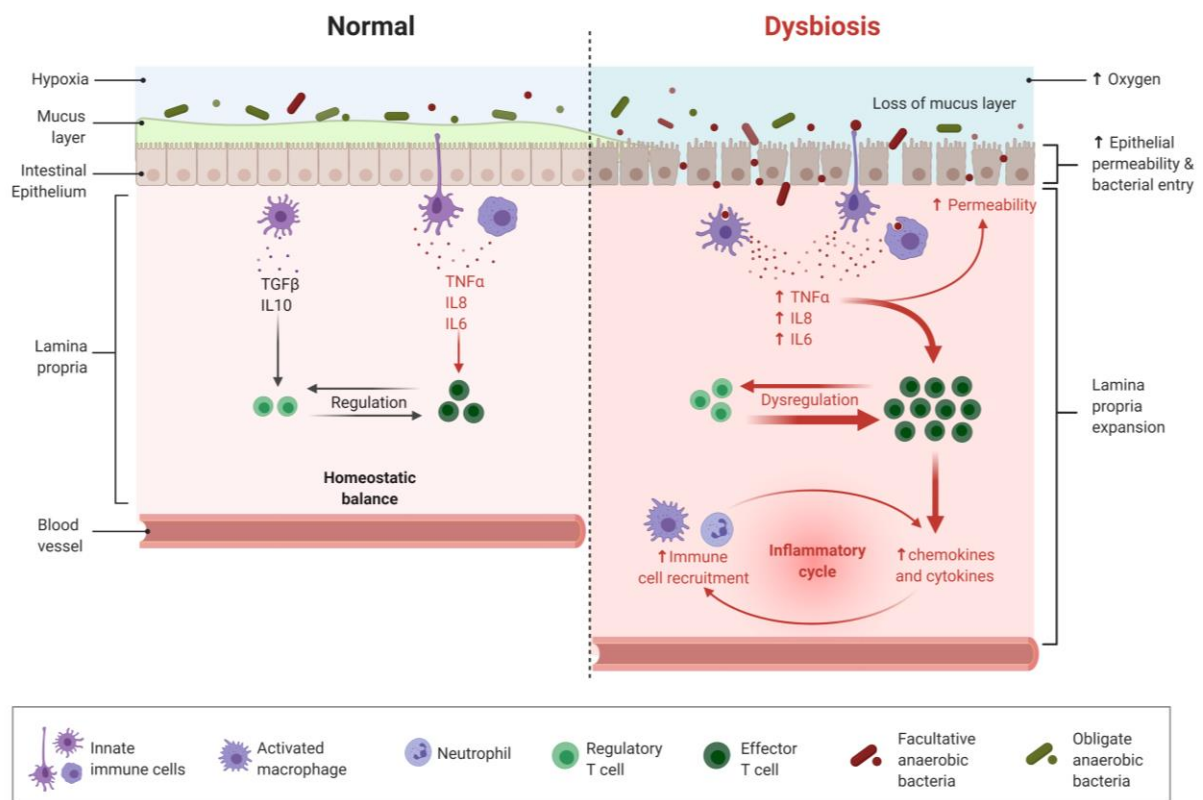 Normal
Dysbiosis
Hypoxia
Mucus
layer
Intestinal
Epithelium
Lamina
propria
Blood
vessel
TGFβ
IL10
TNFα
IL8
IL6
Regulation
Homeostatic
balance
Loss of mucus layer
↑ Oxygen
↑ Epithelial
permeability &
bacterial entry
↑ Permeability
↑ TNFα
↑ IL8
↑ IL6
Dysregulation
Lamina
propria
expansion
↑Immune
cell recruitment
Inflammatory
cycle
↑chemokines
and cytokines
Innate
immune cells
Activated
macrophage
Neutrophil
Regulatory
T cell
Effector
T cell
Facultative
anaerobic
bacteria
Obligate
anaerobic
bacteria